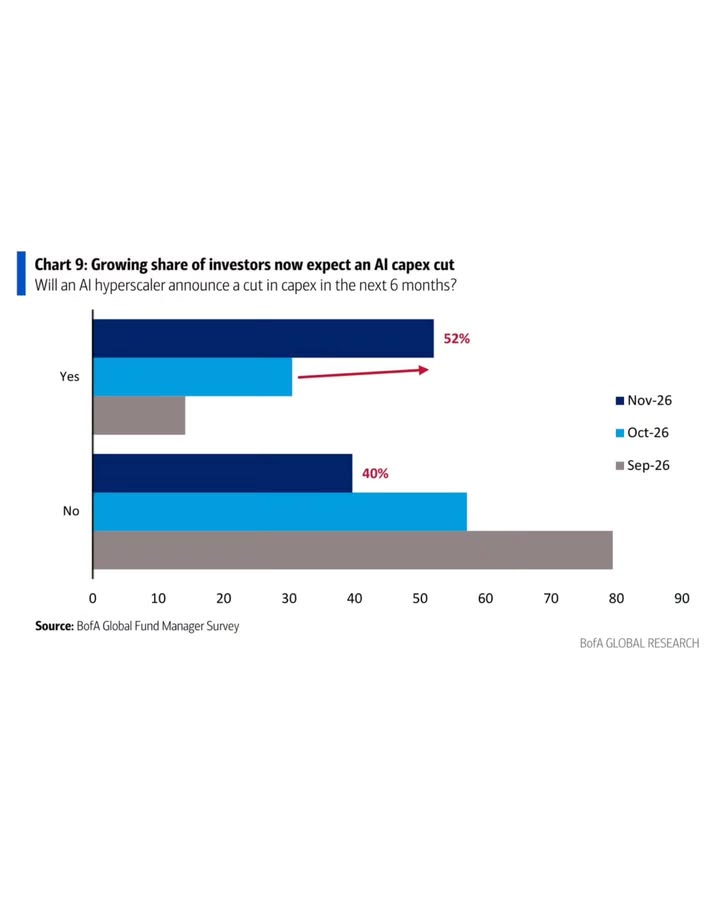 Chart 9: Growing share of investors now expect an AI capex cut
Will an AI hyperscaler announce a cut in capex in the next 6 months?
52%
Yes
Nov-26
Oct-26
Sep-26
40%
No
0 10 20 30 40 50 60 70 80 90
Source: BofA Global Fund Manager Survey
BofA GLOBAL RESEARCH